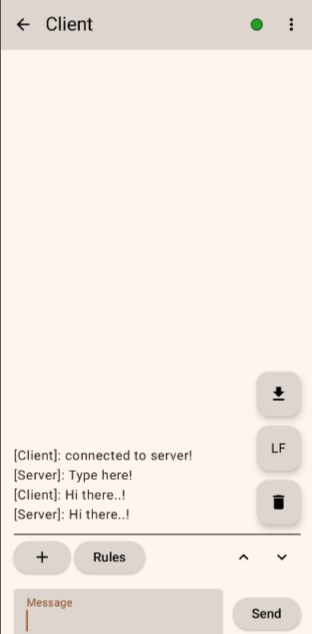 Client
[Client]: connected to server!
[Server]: Type here!
[Client]: Hi there..!
[Server]: Hi there..!
LF
+ Rules
Message
Send